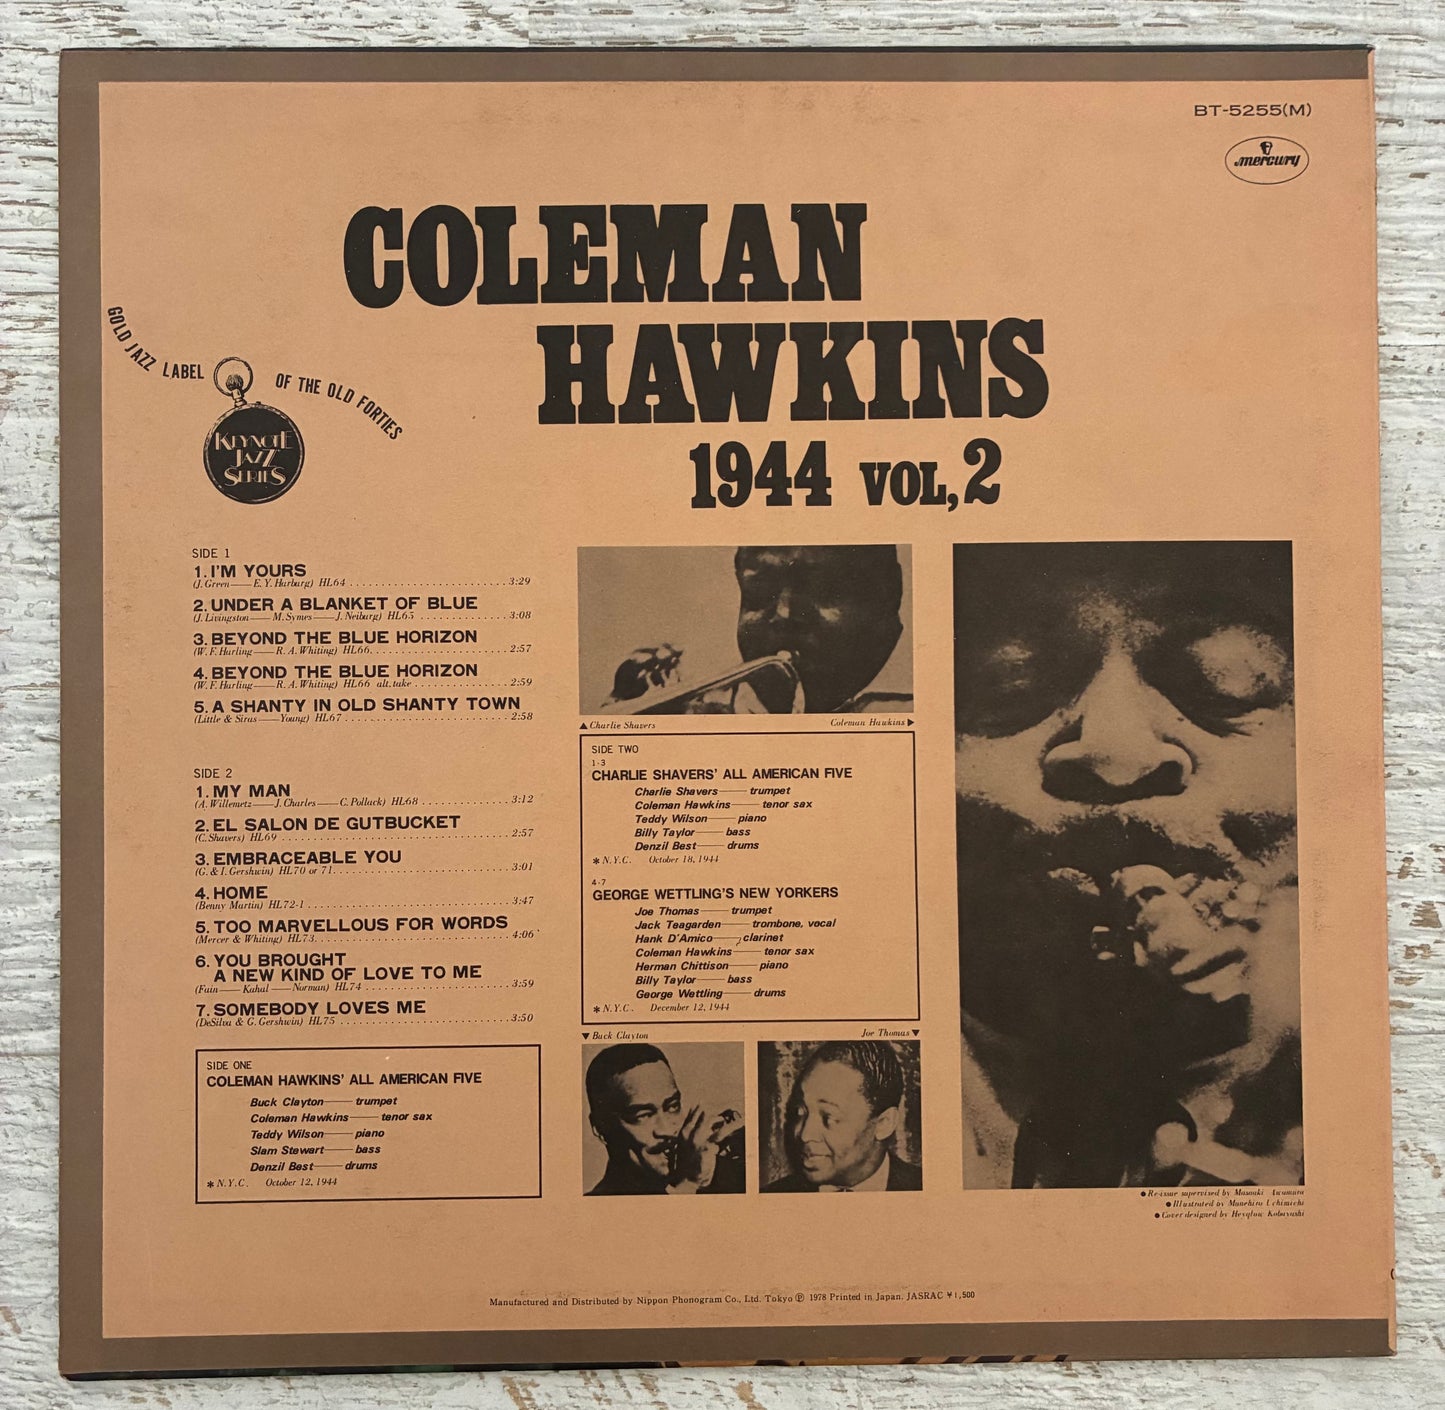 BT-5255(M)
mercury
COLEMAN
HAWKINS
1944 VOL,2
GOLD JAZZ LABEL OF THE OLD FORTIES
KEYNOTE
JAZZ
SERIES
SIDE 1
1. I'M YOURS
(J. Green—E. Y. Harburg) HL64 . . . . . . . . . . . . . . . . . . . . . . . . 3:29
2. UNDER A BLANKET OF BLUE
(J. Livingston—M. Symes—J. Neiburg) HL65 . . . . . . . . . . . . . . 3:08
3. BEYOND THE BLUE HORIZON
(W. F. Harling—R. A. Whiting) HL66. . . . . . . . . . . . . . . . . . . . . . 2:57
4. BEYOND THE BLUE HORIZON
(W. F. Harling—R. A. Whiting) HL66 alt. take . . . . . . . . . . . . . . . 2:59
5. A SHANTY IN OLD SHANTY TOWN
(Little & Siras—Young) HL67 . . . . . . . . . . . . . . . . . . . . . . . . . . 2:58
SIDE 2
1. MY MAN
(A. Willemetz—J. Charles—C. Pollack) HL68 . . . . . . . . . . . . . . 3:12
2. EL SALON DE GUTBUCKET
(C. Shavers) HL69 . . . . . . . . . . . . . . . . . . . . . . . . . . . . . . . . . . . 2:57
3. EMBRACEABLE YOU
(G. & I. Gershwin) HL70 or 71. . . . . . . . . . . . . . . . . . . . . . . . . . . 3:01
4. HOME
(Benny Martin) HL72-1 . . . . . . . . . . . . . . . . . . . . . . . . . . . . . . . 3:47
5. TOO MARVELLOUS FOR WORDS
(Mercer & Whiting) HL73. . . . . . . . . . . . . . . . . . . . . . . . . . . . . . 4:06
6. YOU BROUGHT
A NEW KIND OF LOVE TO ME
(Fain—Kahal—Norman) HL74 . . . . . . . . . . . . . . . . . . . . . . . 3:59
7. SOMEBODY LOVES ME
(DeSilva & G. Gershwin) HL75 . . . . . . . . . . . . . . . . . . . . . . . . . . 3:50
SIDE ONE
COLEMAN HAWKINS' ALL AMERICAN FIVE
Buck Clayton—trumpet
Coleman Hawkins—tenor sax
Teddy Wilson—piano
Slam Stewart—bass
Denzil Best—drums
* N.Y.C. October 12, 1944
▲ Charlie Shavers
Coleman Hawkins ▶
SIDE TWO
1-3
CHARLIE SHAVERS' ALL AMERICAN FIVE
Charlie Shavers—trumpet
Coleman Hawkins—tenor sax
Teddy Wilson—piano
Billy Taylor—bass
Denzil Best—drums
* N.Y.C. October 18, 1944
4-7
GEORGE WETTLING'S NEW YORKERS
Joe Thomas—trumpet
Jack Teagarden—trombone, vocal
Hank D'Amico—clarinet
Coleman Hawkins—tenor sax
Herman Chittison—piano
Billy Taylor—bass
George Wettling—drums
* N.Y.C. December 12, 1944
▼ Buck Clayton
Joe Thomas ▼
● Re-issue supervised by Masaaki
● Illustrated by Munehiro Uchimichi
● Cover designed by Kobayashi
Manufactured and Distributed by Nippon Phonogram Co., Ltd. Tokyo Ⓟ 1978 Printed in Japan. JASRAC ¥1,500